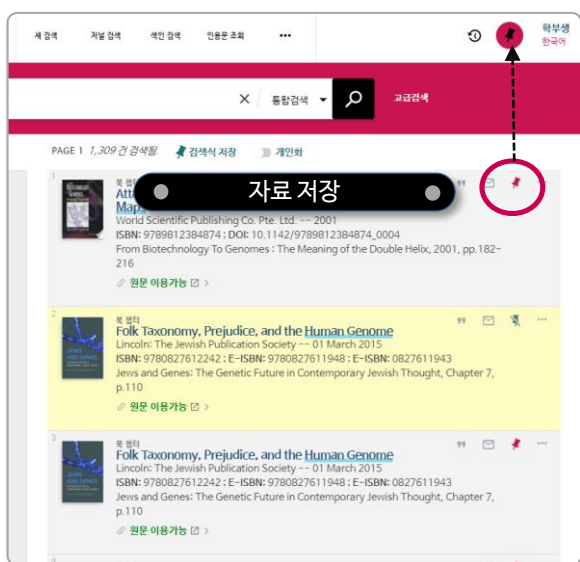 새 검색 저널 검색 색인 검색 인용문 조회 •••
학부생
한국어
통합검색
고급검색
PAGE 1 1,309 건 검색됨. 검색식 저장 개인화
1
북 챕터
자료 저장
Map
World Scientific Publishing Co. Pte. Ltd. -- 2001
ISBN: 9789812384874 ; DOI: 10.1142/9789812384874_0004
From Biotechnology To Genomes : The Meaning of the Double Helix, 2001, pp.182-
216
원문 이용가능
2
북 챕터
Folk Taxonomy, Prejudice, and the Human Genome
Lincoln: The Jewish Publication Society -- 01 March 2015
ISBN: 9780827612242 ; E-ISBN: 9780827611948 ; E-ISBN: 0827611943
Jews and Genes: The Genetic Future in Contemporary Jewish Thought, Chapter 7,
p.110
원문 이용가능
3
북 챕터
Folk Taxonomy, Prejudice, and the Human Genome
Lincoln: The Jewish Publication Society -- 01 March 2015
ISBN: 9780827612242 ; E-ISBN: 9780827611948 ; E-ISBN: 0827611943
Jews and Genes: The Genetic Future in Contemporary Jewish Thought, Chapter 7,
p.110
원문 이용가능